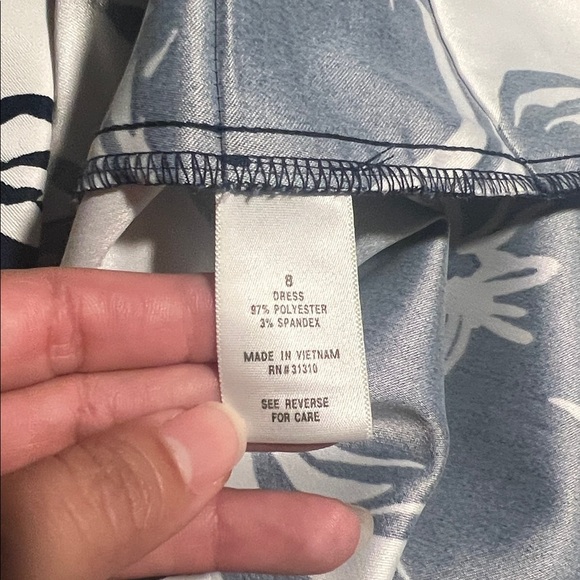 8
DRESS
97% POLYESTER
3% SPANDEX
MADE IN VIETNAM
RN#31310
SEE REVERSE
FOR CARE